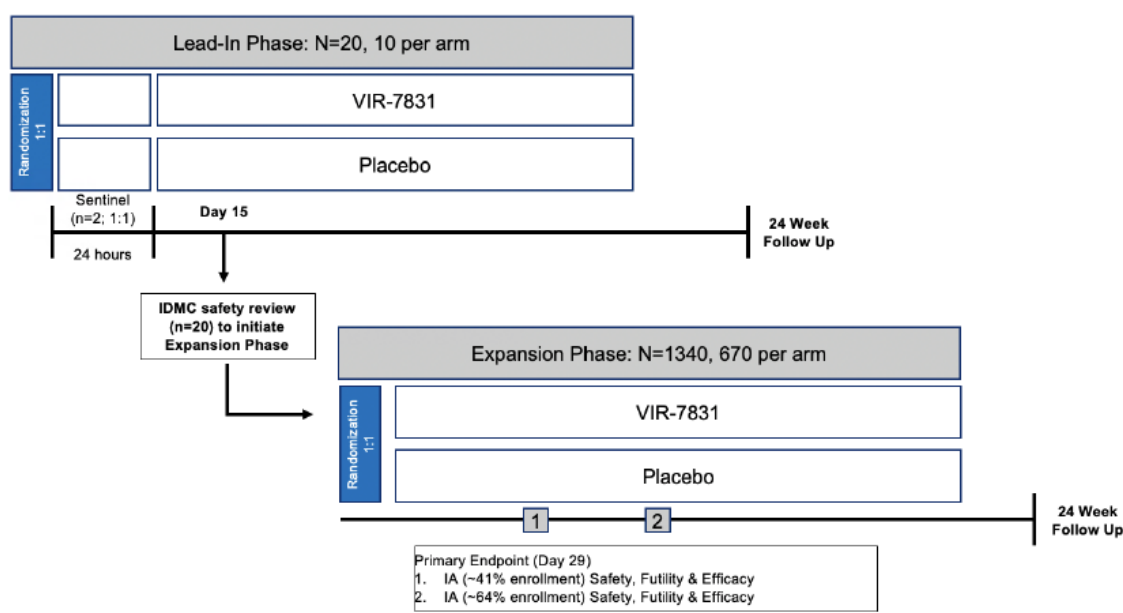 Lead-In Phase: N=20, 10 per arm
Randomization
1:1
VIR-7831
Placebo
Sentinel
(n=2; 1:1)
24 hours
Day 15
24 Week
Follow Up
IDMC safety review
(n=20) to initiate
Expansion Phase
Expansion Phase: N=1340, 670 per arm
Randomization
1:1
VIR-7831
Placebo
1
2
24 Week
Follow Up
Primary Endpoint (Day 29)
1. IA (~41% enrollment) Safety, Futility & Efficacy
2. IA (~64% enrollment) Safety, Futility & Efficacy